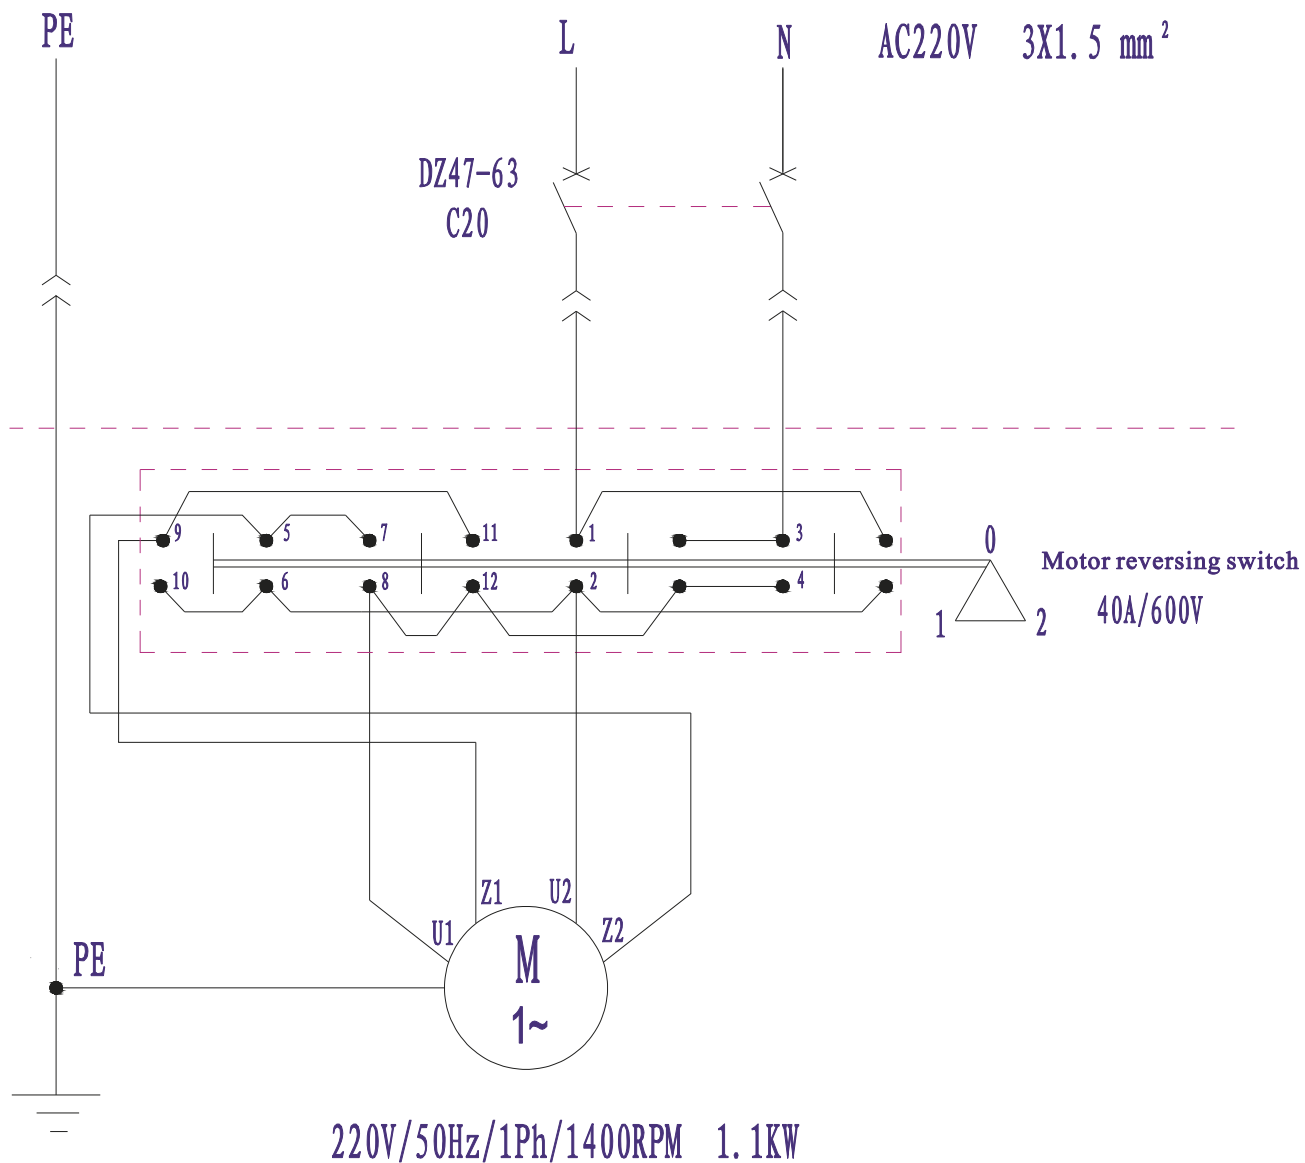 PE
L
N
AC220V 3X1.5 mm²
DZ47-63
C20
9
5
7
11
1
3
10
6
8
12
2
4
0
1
2
Motor reversing switch
40A/600V
U1
Z1
U2
Z2
M
1~
PE
220V/50Hz/1Ph/1400RPM 1.1KW